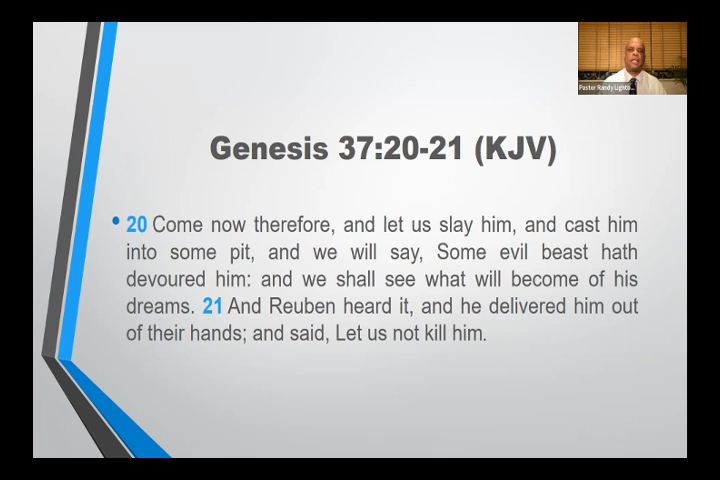 Pastor Randy Lightb...
Genesis 37:20-21 (KJV)
• 20 Come now therefore, and let us slay him, and cast him
into some pit, and we will say, Some evil beast hath
devoured him: and we shall see what will become of his
dreams. 21 And Reuben heard it, and he delivered him out
of their hands; and said, Let us not kill him.